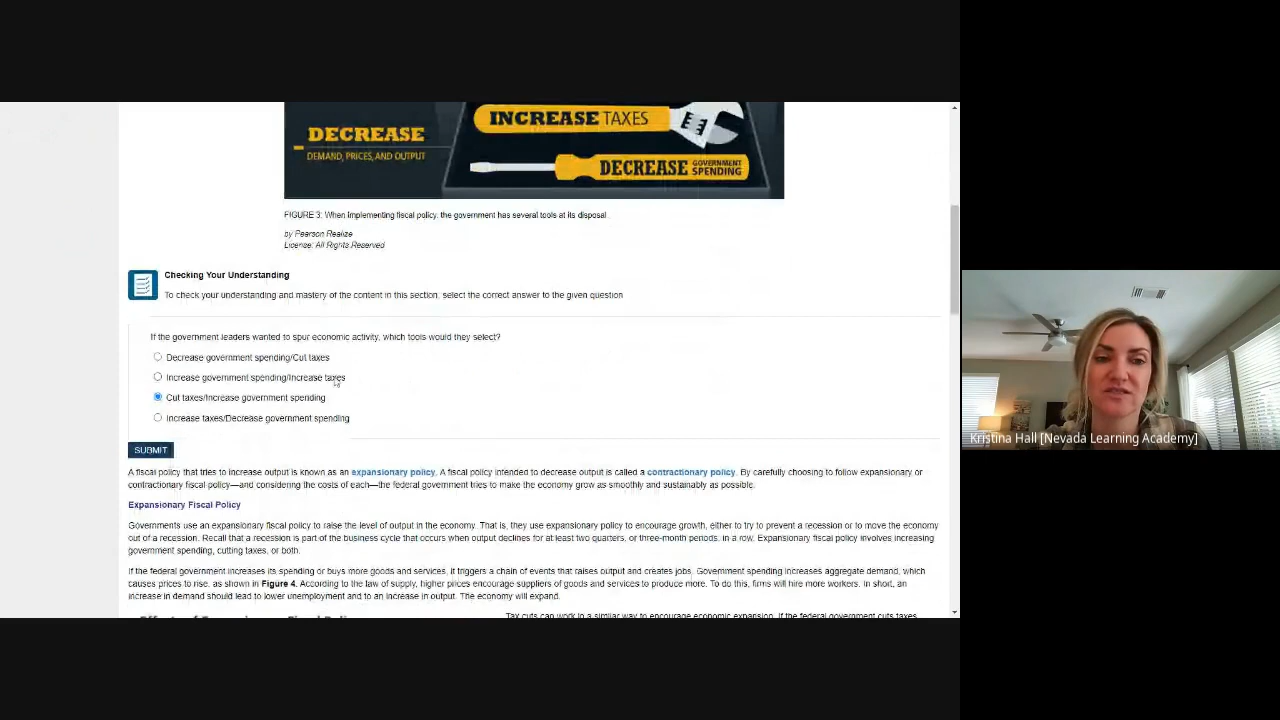 INCREASE TAXES
DECREASE
DEMAND, PRICES, AND OUTPUT
DECREASE GOVERNMENT SPENDING
FIGURE 3: When implementing fiscal policy, the government has several tools at its disposal
by Pearson Realize
License: All Rights Reserved
Checking Your Understanding
To check your understanding and mastery of the content in this section, select the correct answer to the given question
If the government leaders wanted to spur economic activity, which tools would they select?
Decrease government spending/Cut taxes
Increase government spending/Increase taxes
Cut taxes/Increase government spending
Increase taxes/Decrease government spending
SUBMIT
A fiscal policy that tries to increase output is known as an expansionary policy. A fiscal policy intended to decrease output is called a contractionary policy. By carefully choosing to follow expansionary or
contractionary fiscal policy—and considering the costs of each—the federal government tries to make the economy grow as smoothly and sustainably as possible.
Expansionary Fiscal Policy
Governments use an expansionary fiscal policy to raise the level of output in the economy. That is, they use expansionary policy to encourage growth, either to try to prevent a recession or to move the economy
out of a recession. Recall that a recession is part of the business cycle that occurs when output declines for at least two quarters, or three-month periods, in a row. Expansionary fiscal policy involves increasing
government spending, cutting taxes, or both.
If the federal government increases its spending or buys more goods and services, it triggers a chain of events that raises output and creates jobs. Government spending increases aggregate demand, which
causes prices to rise, as shown in Figure 4. According to the law of supply, higher prices encourage suppliers of goods and services to produce more. To do this, firms will hire more workers. In short, an
increase in demand should lead to lower unemployment and to an increase in output. The economy will expand.
Tax cuts can work in a similar way to encourage economic expansion. If the federal government cuts taxes
Kristina Hall [Nevada Learning Academy]